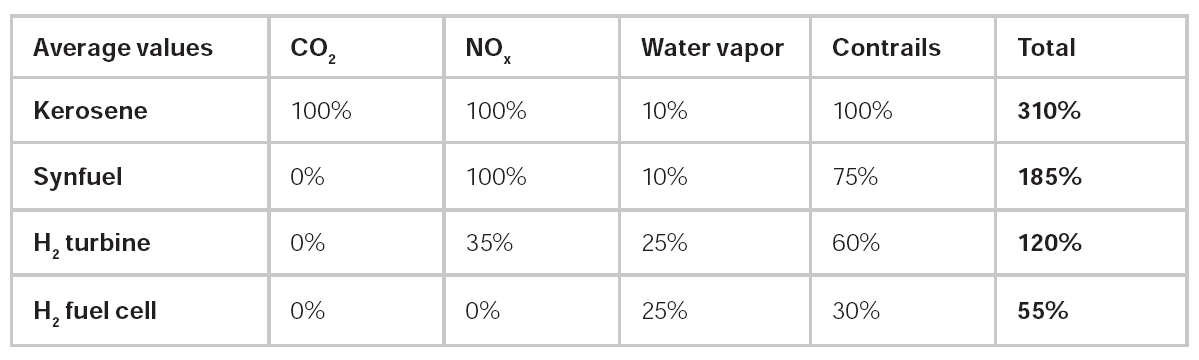 Average values CO₂ NOₓ Water vapor Contrails Total
Kerosene 100% 100% 10% 100% 310%
Synfuel 0% 100% 10% 75% 185%
H₂ turbine 0% 35% 25% 60% 120%
H₂ fuel cell 0% 0% 25% 30% 55%